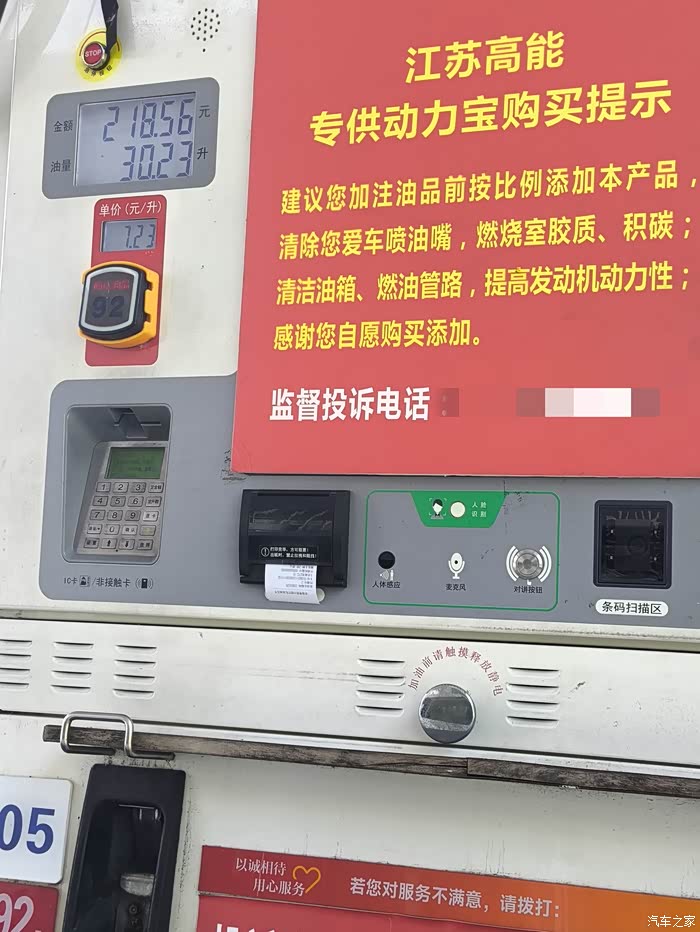 STOP
江苏高能
专供动力宝购买提示
金额 218.56 元
油量 30.23 升
单价(元/升)
7.23
92
建议您加注油品前按比例添加本产品，
清除您爱车喷油嘴，燃烧室胶质、积碳；
清洁油箱、燃油管路，提高发动机动力性；
感谢您自愿购买添加。
监督投诉电话
人脸
识别
人体感应
麦克风
对讲按钮
条码扫描区
IC卡 /非接触卡
加油前请触摸释放静电
05
92
以诚相待
用心服务
若您对服务不满意，请拨打：
汽车之家